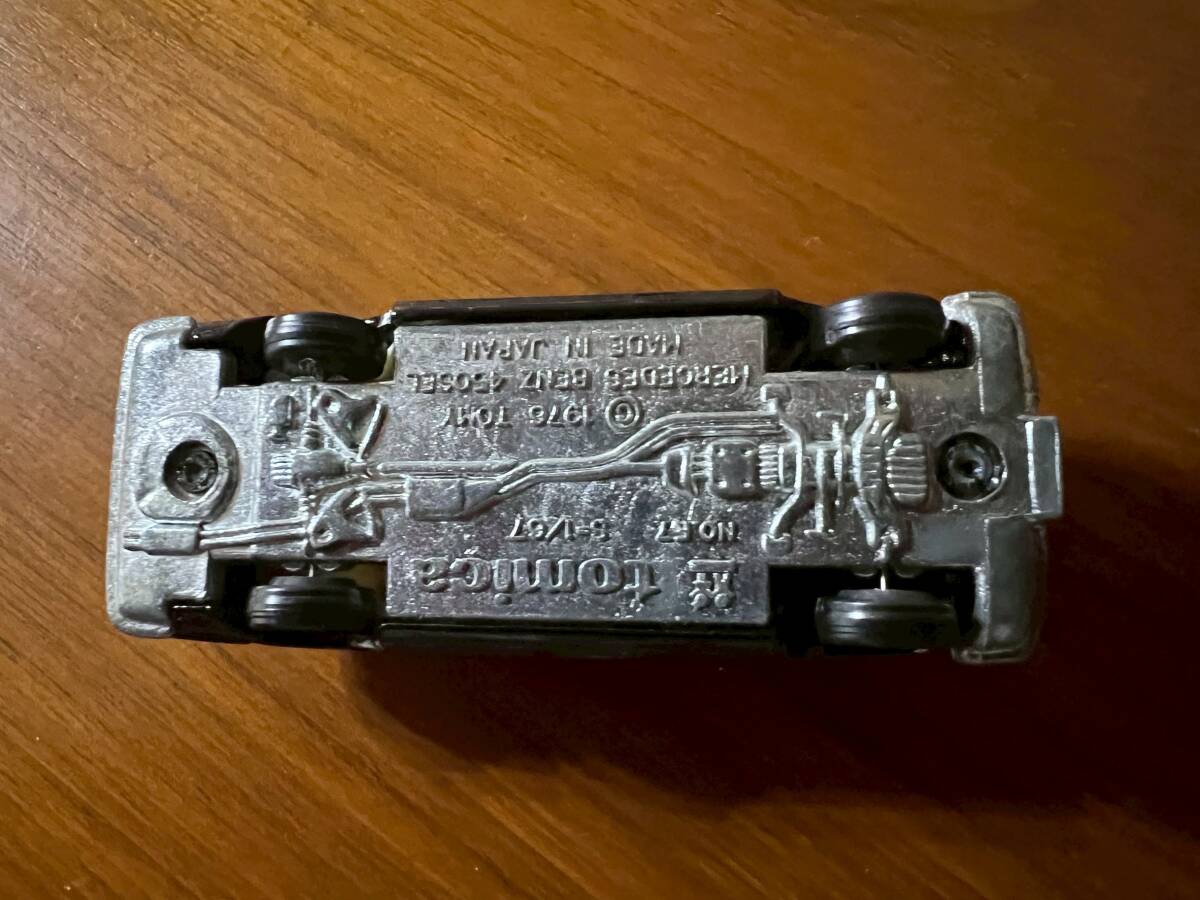 tomica
NO.F7 S-1/67
© 1976 TOMY
MERCEDES BENZ 450SEL
MADE IN JAPAN